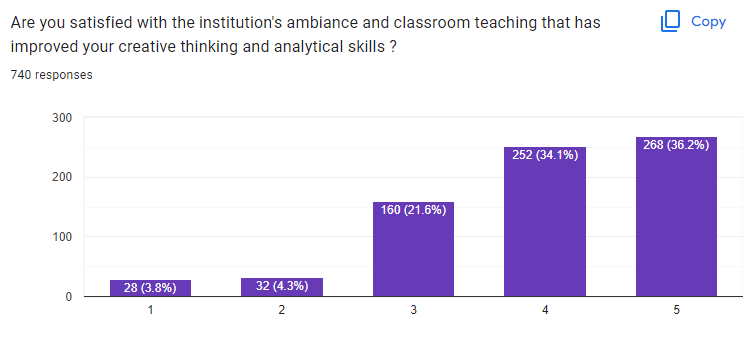 Are you satisfied with the institution's ambiance and classroom teaching that has
improved your creative thinking and analytical skills ?
Copy
740 responses
300
200
100
0
28 (3.8%)
32 (4.3%)
160 (21.6%)
252 (34.1%)
268 (36.2%)
1 2 3 4 5